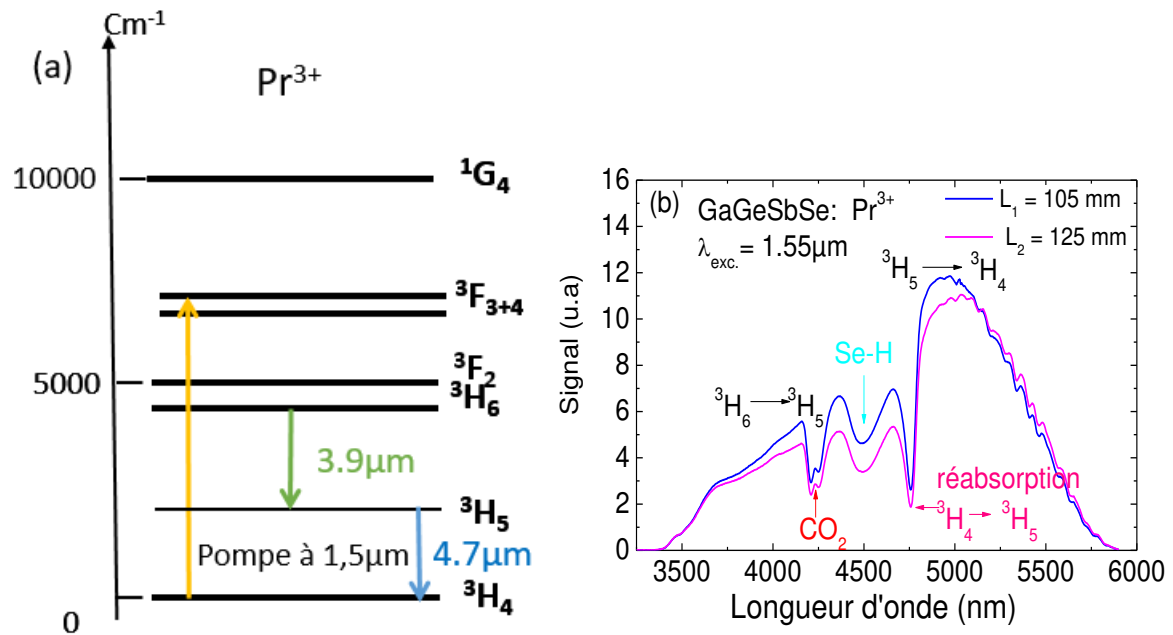 Cm⁻¹
(a)
Pr³⁺
10000
¹G₄
³F₃₊₄
³F₂
5000
³H₆
3.9µm
³H₅
Pompe à 1,5µm
4.7µm
³H₄
0
(b)
GaGeSbSe: Pr³⁺
λexc. = 1.55µm
L₁ = 105 mm
L₂ = 125 mm
³H₅ → ³H₄
Se-H
³H₆ → ³H₅
réabsorption
³H₄ → ³H₅
CO₂
Signal (u.a)
16
14
12
10
8
6
4
2
0
3500 4000 4500 5000 5500 6000
Longueur d'onde (nm)